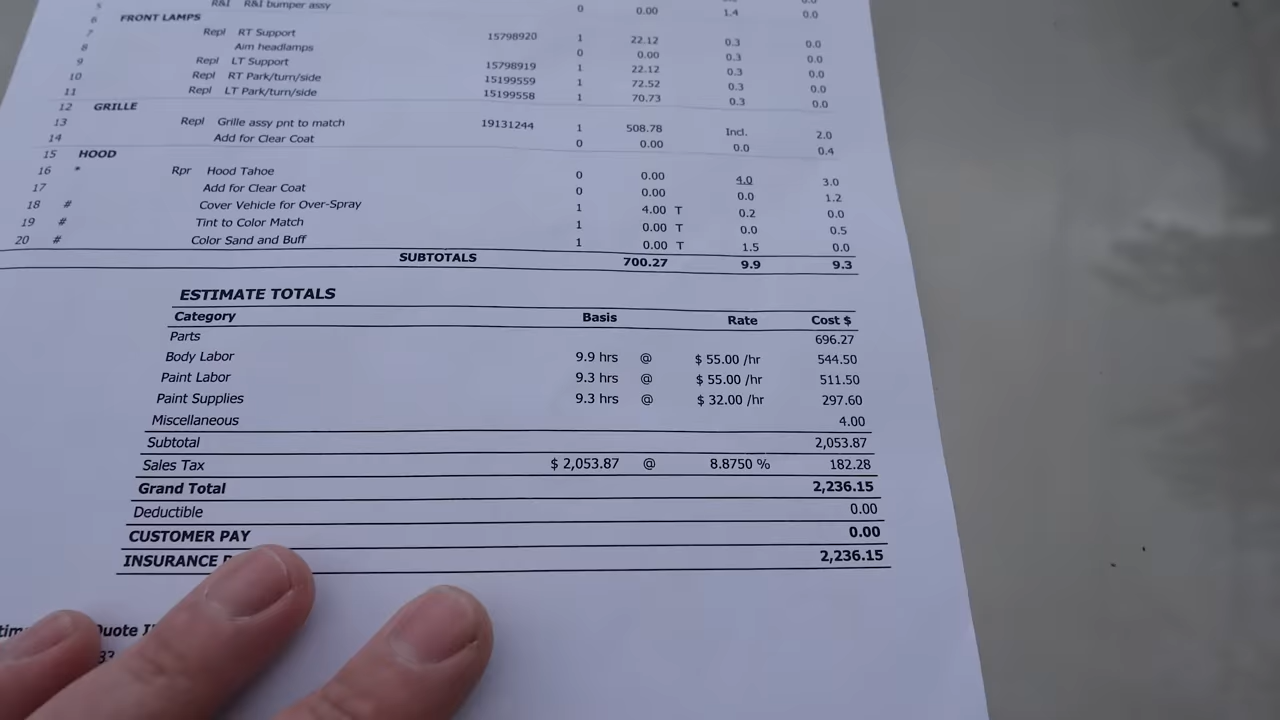 5 R&I R&I bumper assy 0 0.00 1.4 0.0
6 FRONT LAMPS
7 Repl RT Support 15798920 1 22.12 0.3 0.0
8 Aim headlamps 0 0.00 0.3 0.0
9 Repl LT Support 15798919 1 22.12 0.3 0.0
10 Repl RT Park/turn/side 15199559 1 72.52 0.3 0.0
11 Repl LT Park/turn/side 15199558 1 70.73 0.3 0.0
12 GRILLE
13 Repl Grille assy pnt to match 19131244 1 508.78 Incl. 2.0
14 Add for Clear Coat 0 0.00 0.0 0.4
15 HOOD
16 * Rpr Hood Tahoe 0 0.00 4.0 3.0
17 Add for Clear Coat 0 0.00 0.0 1.2
18 # Cover Vehicle for Over-Spray 1 4.00 T 0.2 0.0
19 # Tint to Color Match 1 0.00 T 0.0 0.5
20 # Color Sand and Buff 1 0.00 T 1.5 0.0
SUBTOTALS 700.27 9.9 9.3
ESTIMATE TOTALS
Category Basis Rate Cost $
Parts 696.27
Body Labor 9.9 hrs @ $ 55.00 /hr 544.50
Paint Labor 9.3 hrs @ $ 55.00 /hr 511.50
Paint Supplies 9.3 hrs @ $ 32.00 /hr 297.60
Miscellaneous 4.00
Subtotal 2,053.87
Sales Tax $ 2,053.87 @ 8.8750 % 182.28
Grand Total 2,236.15
Deductible 0.00
CUSTOMER PAY 0.00
INSURANCE 2,236.15